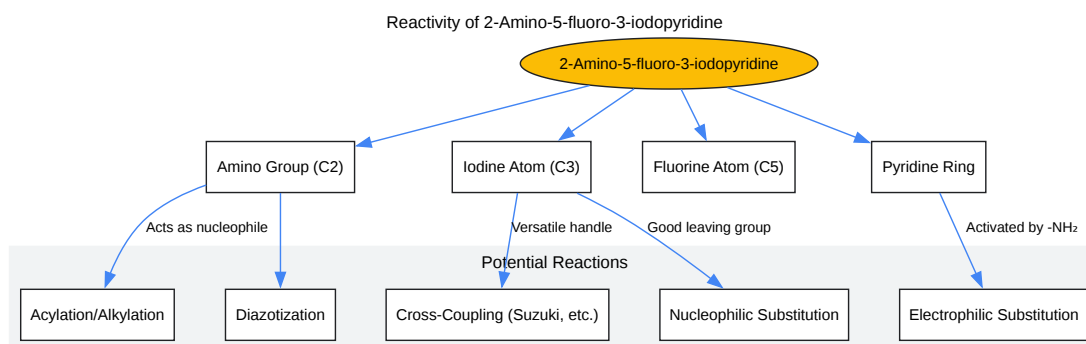 Reactivity of 2-Amino-5-fluoro-3-iodopyridine
2-Amino-5-fluoro-3-iodopyridine
Amino Group (C2)
Iodine Atom (C3)
Fluorine Atom (C5)
Pyridine Ring
Acts as nucleophile
Versatile handle
Good leaving group
Activated by -NH₂
Potential Reactions
Acylation/Alkylation
Diazotization
Cross-Coupling (Suzuki, etc.)
Nucleophilic Substitution
Electrophilic Substitution